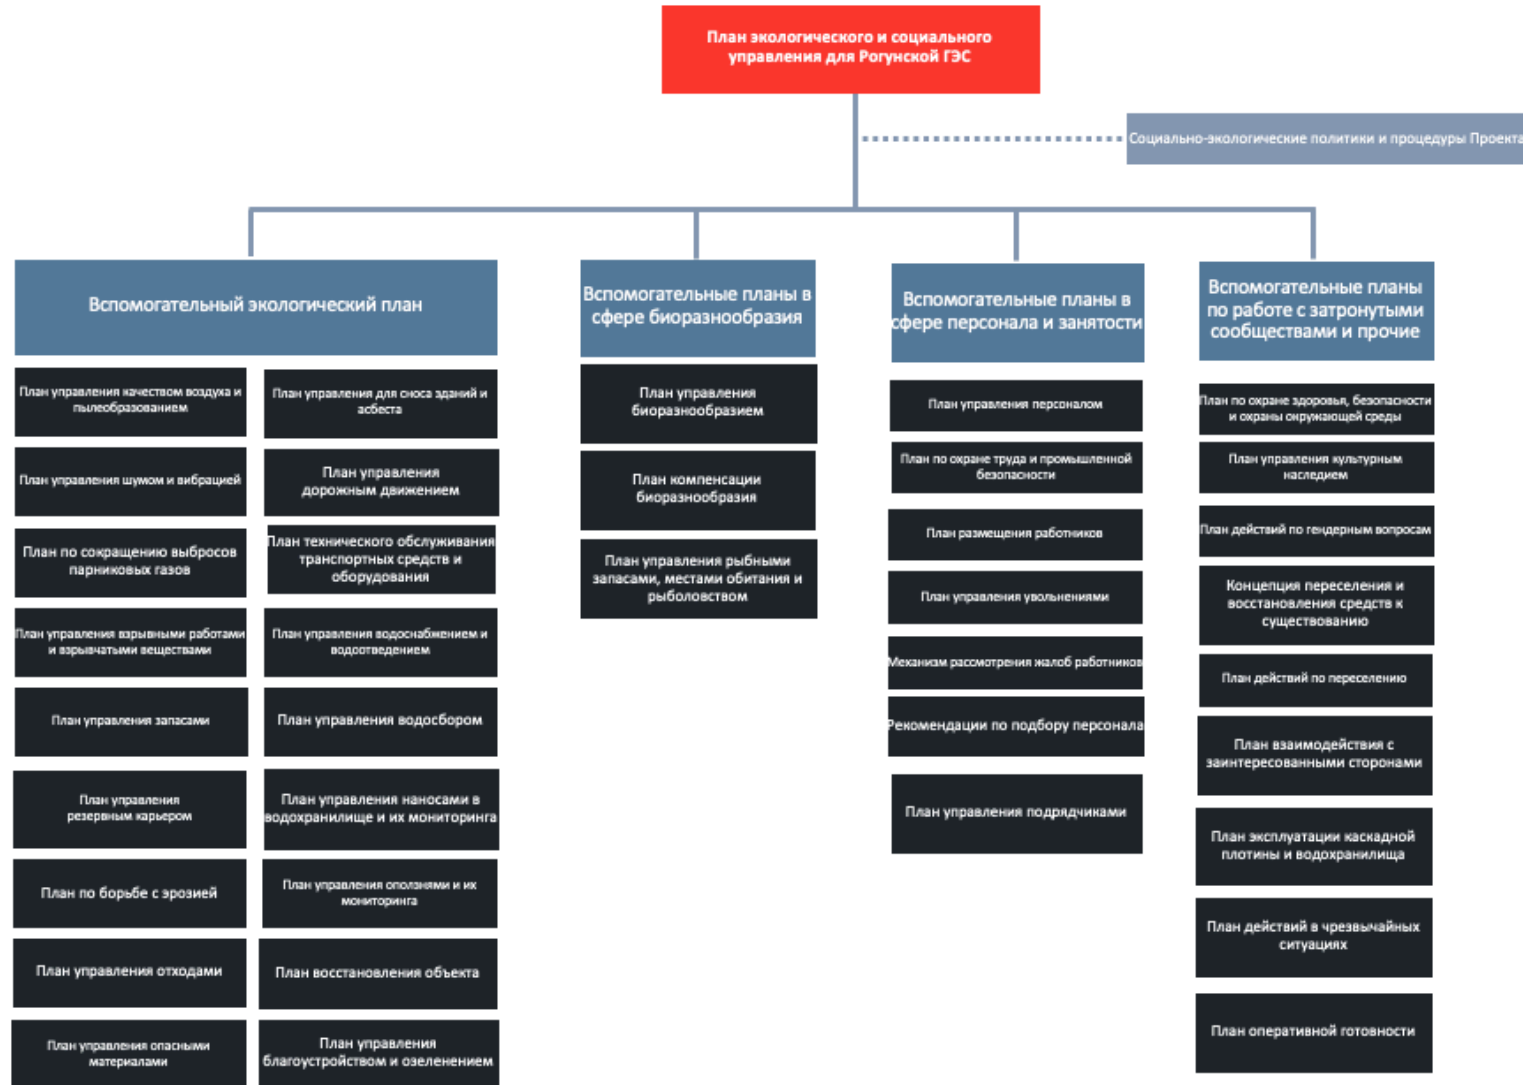 План экологического и социального
управления для Рогунской ГЭС
Социально-экологические политики и процедуры Проекта
Вспомогательный экологический план
План управления качеством воздуха и
пылеобразованием
План управления шумом и вибрацией
План по сокращению выбросов
парниковых газов
План управления взрывными работами
и взрывчатыми веществами
План управления запасами
План управления
резервным карьером
План по борьбе с эрозией
План управления отходами
План управления опасными
материалами
План управления для сноса зданий и
асбеста
План управления
дорожным движением
План технического обслуживания
транспортных средств и
оборудования
План управления водоснабжением и
водоотведением
План управления водосбором
План управления наносами в
водохранилище и их мониторинга
План управления оползнями и их
мониторинга
План восстановления объекта
План управления
благоустройством и озеленением
Вспомогательные планы в
сфере биоразнообразия
План управления
биоразнообразием
План компенсации
биоразнообразия
План управления рыбными
запасами, местами обитания и
рыболовством
Вспомогательные планы в
сфере персонала и занятости
План управления персоналом
План по охране труда и промышленной
безопасности
План размещения работников
План управления увольнениями
Механизм рассмотрения жалоб работников
Рекомендации по подбору персонала
План управления подрядчиками
Вспомогательные планы
по работе с затронутыми
сообществами и прочие
План по охране здоровья, безопасности
и охраны окружающей среды
План управления культурным
наследием
План действий по гендерным вопросам
Концепция переселения и
восстановления средств к
существованию
План действий по переселению
План взаимодействия с
заинтересованными сторонами
План эксплуатации каскадной
плотины и водохранилища
План действий в чрезвычайных
ситуациях
План оперативной готовности